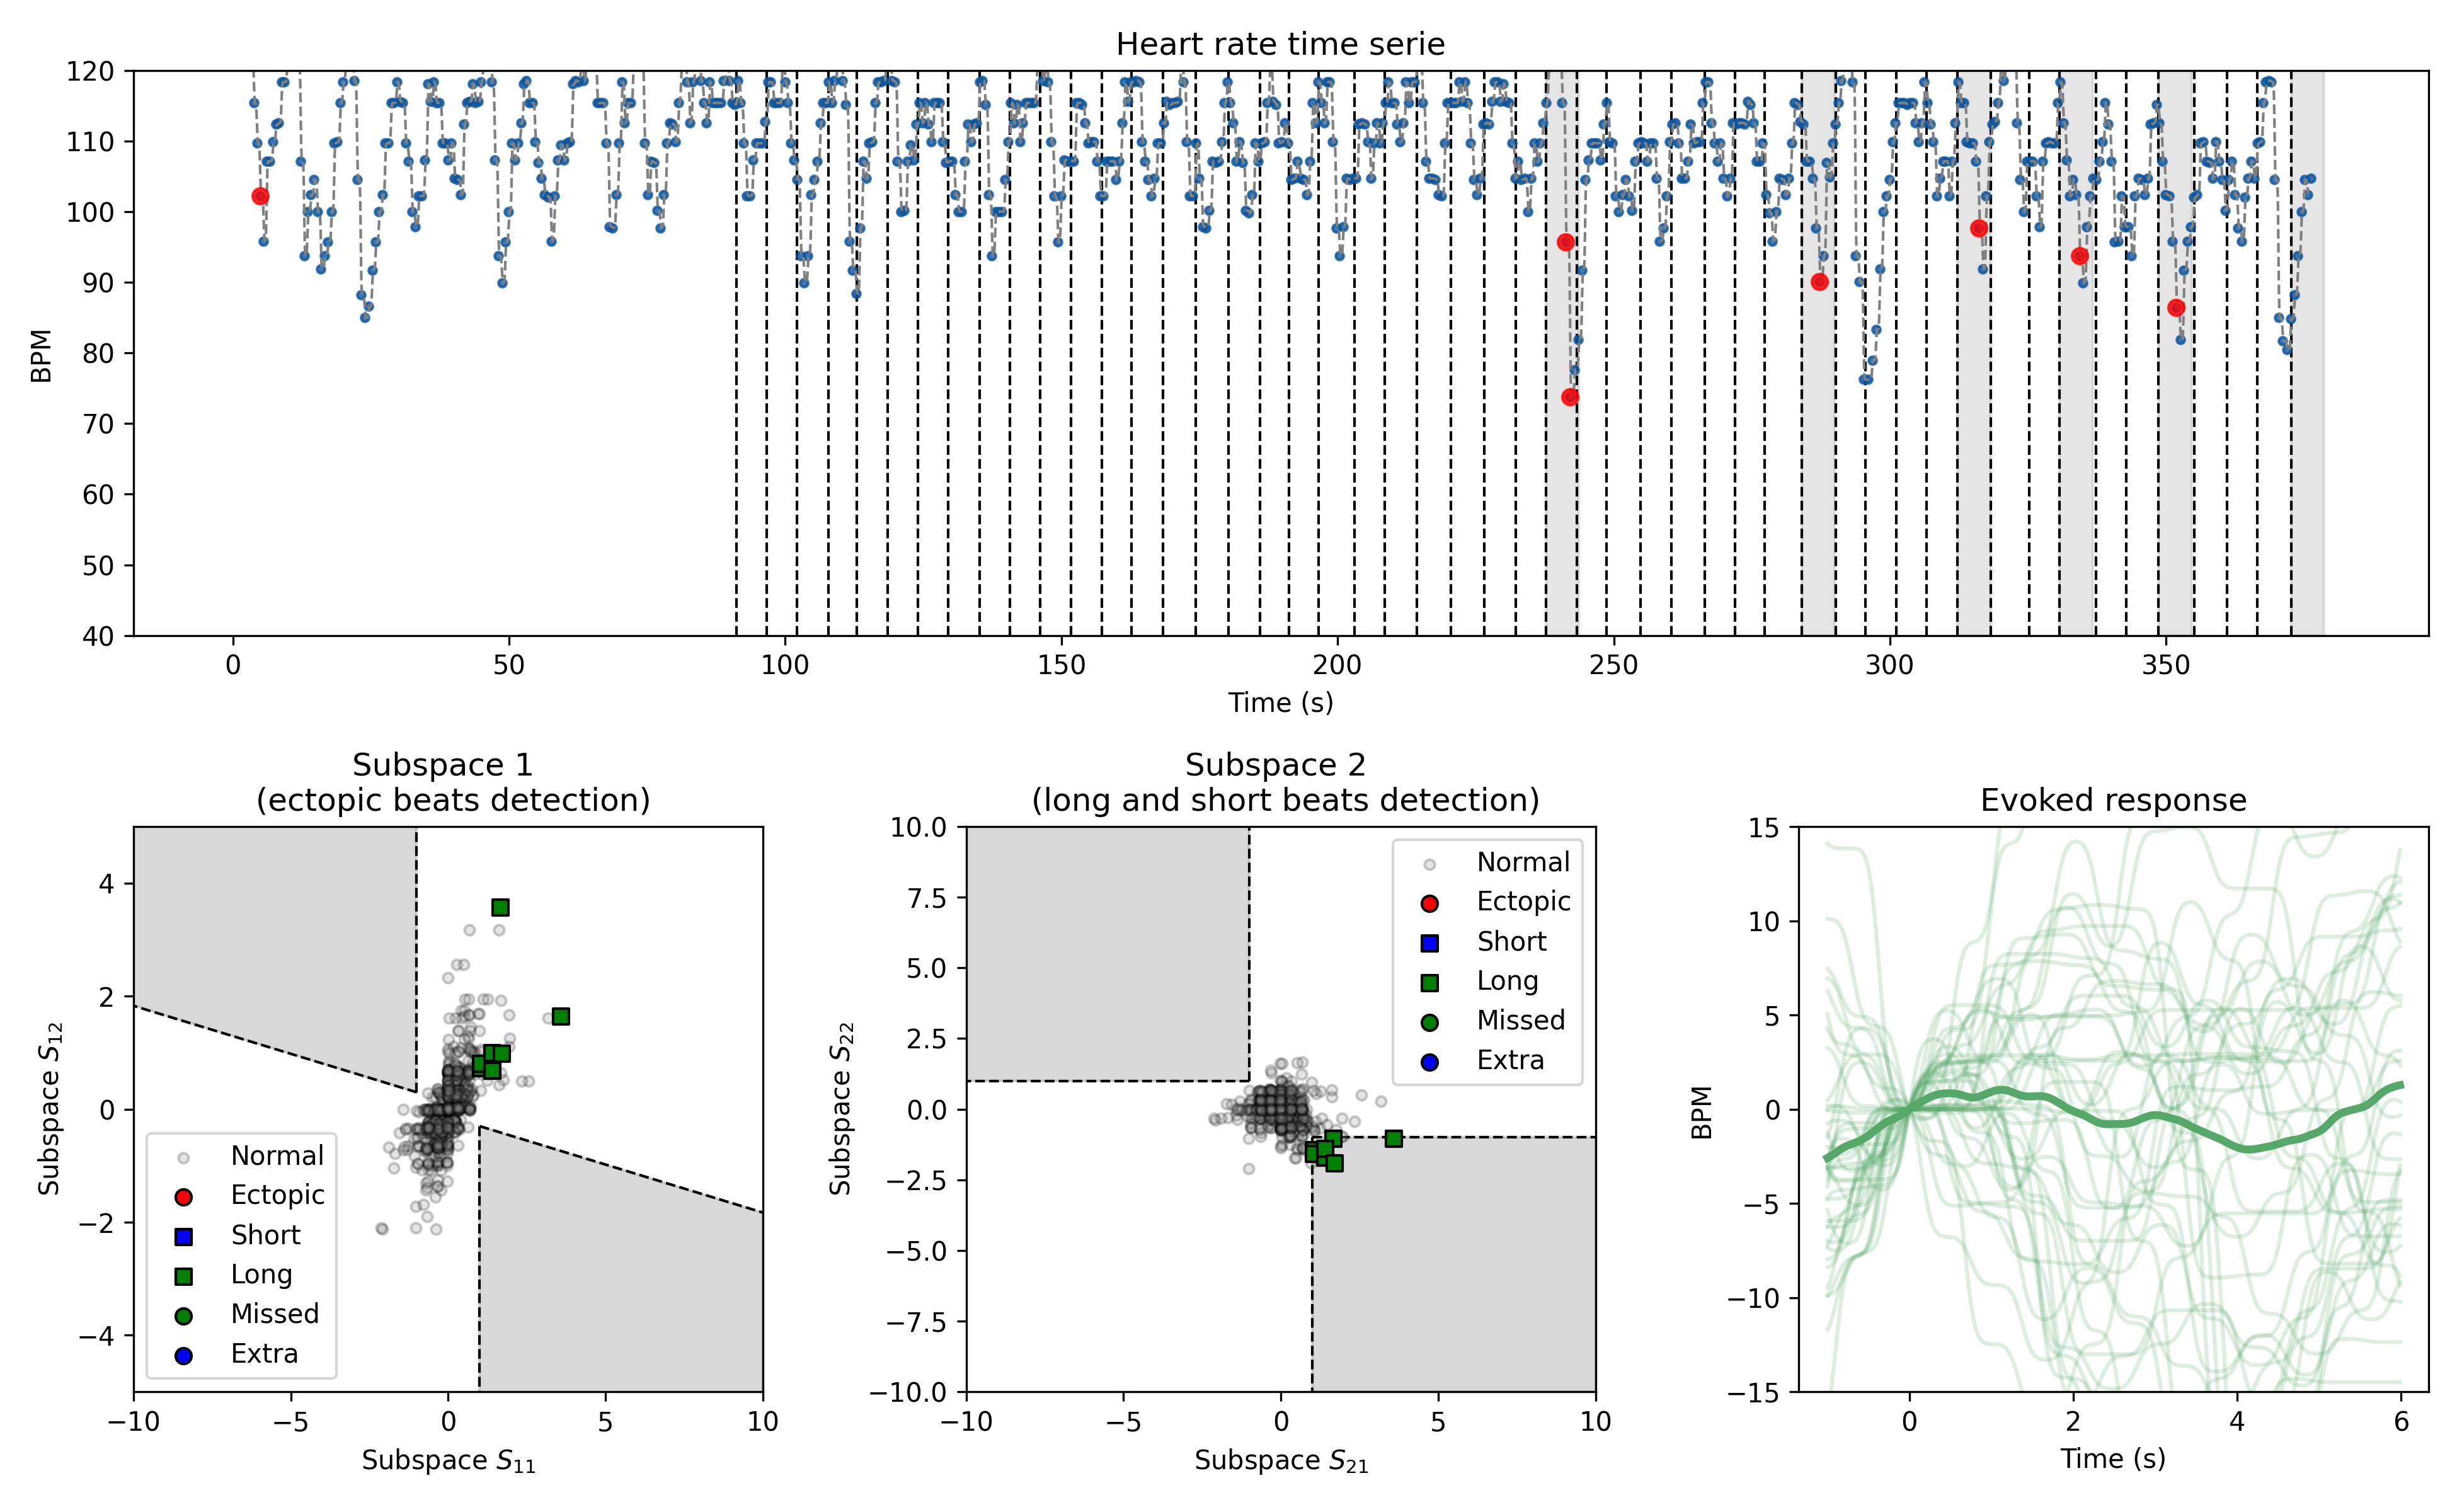 Heart rate time serie
120
110
100
90
80
70
60
50
40
BPM
0 50 100 150 200 250 300 350
Time (s)
Subspace 1
(ectopic beats detection)
4
2
0
−2
−4
Subspace S12
Normal
Ectopic
Short
Long
Missed
Extra
−10 −5 0 5 10
Subspace S11
Subspace 2
(long and short beats detection)
10.0
7.5
5.0
2.5
0.0
−2.5
−5.0
−7.5
−10.0
Subspace S22
Normal
Ectopic
Short
Long
Missed
Extra
−10 −5 0 5 10
Subspace S21
Evoked response
15
10
5
0
−5
−10
−15
BPM
0 2 4 6
Time (s)